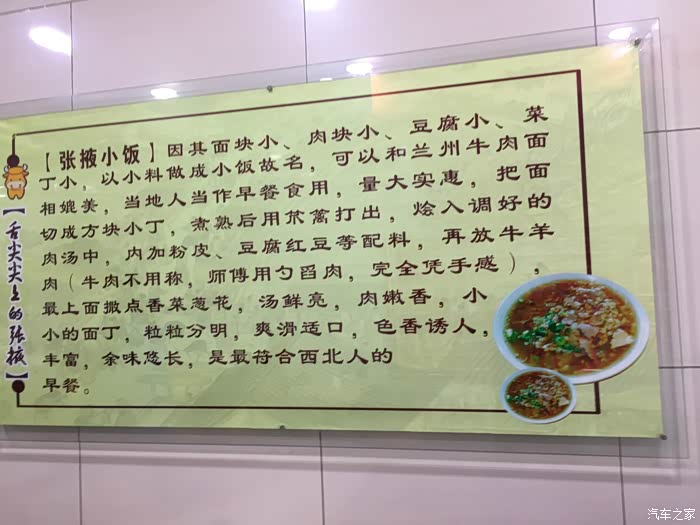 【舌尖尖上的张掖】
【张掖小饭】因其面块小、肉块小、豆腐小、菜
丁小，以小料做成小饭故名，可以和兰州牛肉面
相媲美，当地人当作早餐食用，量大实惠，把面
切成方块小丁，煮熟后用笊篱打出，烩入调好的
肉汤中，内加粉皮、豆腐红豆等配料，再放牛羊
肉（牛肉不用称，师傅用勺舀肉，完全凭手感），
最上面撒点香菜葱花，汤鲜亮，肉嫩香，小
小的面丁，粒粒分明，爽滑适口，色香诱人，
丰富，余味悠长，是最符合西北人的
早餐。
汽车之家